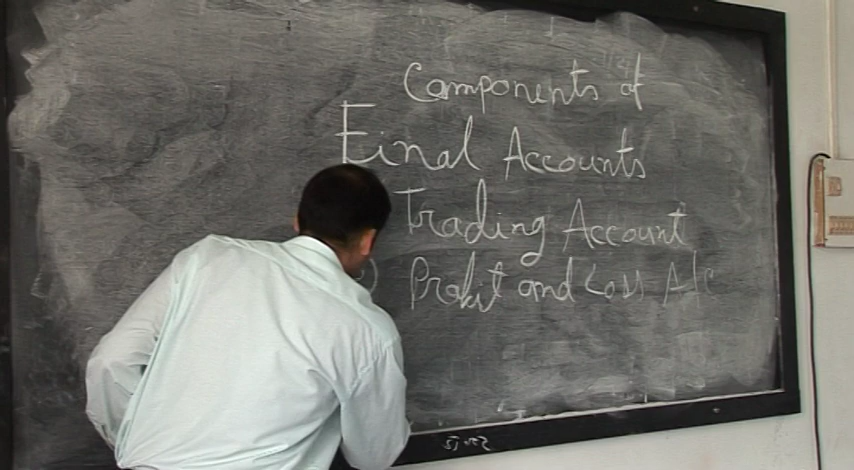 Components of
Final Accounts
Trading Account
Profit and Loss A/c